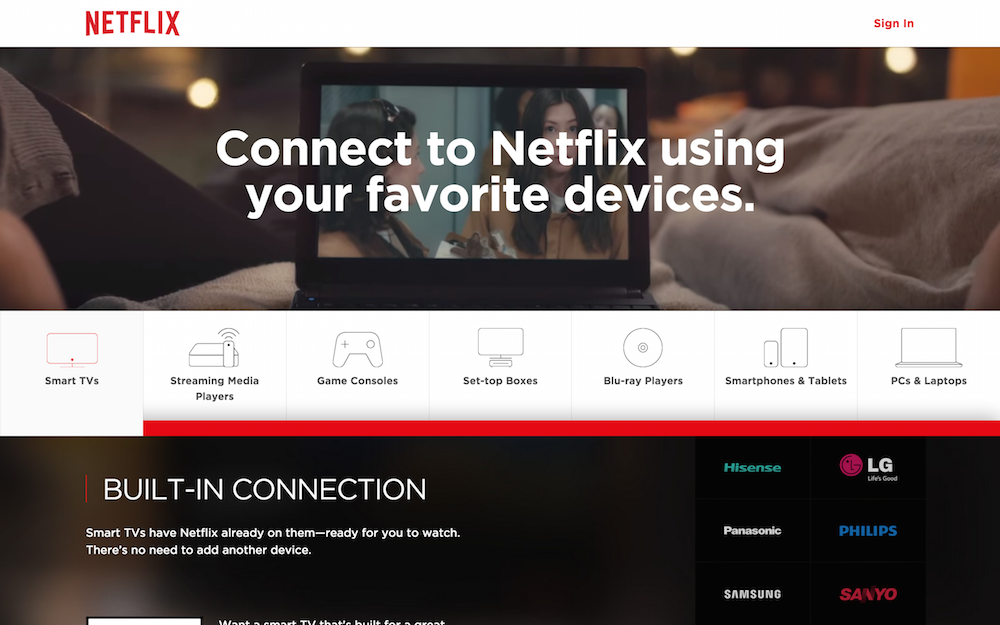 NETFLIX
Sign In
Connect to Netflix using
your favorite devices.
Smart TVs
Streaming Media
Players
Game Consoles
Set-top Boxes
Blu-ray Players
Smartphones & Tablets
PCs & Laptops
BUILT-IN CONNECTION
Smart TVs have Netflix already on them—ready for you to watch.
There's no need to add another device.
Hisense
LG
Life's Good
Panasonic
PHILIPS
SAMSUNG
SANYO
Want a smart TV that's built for a great